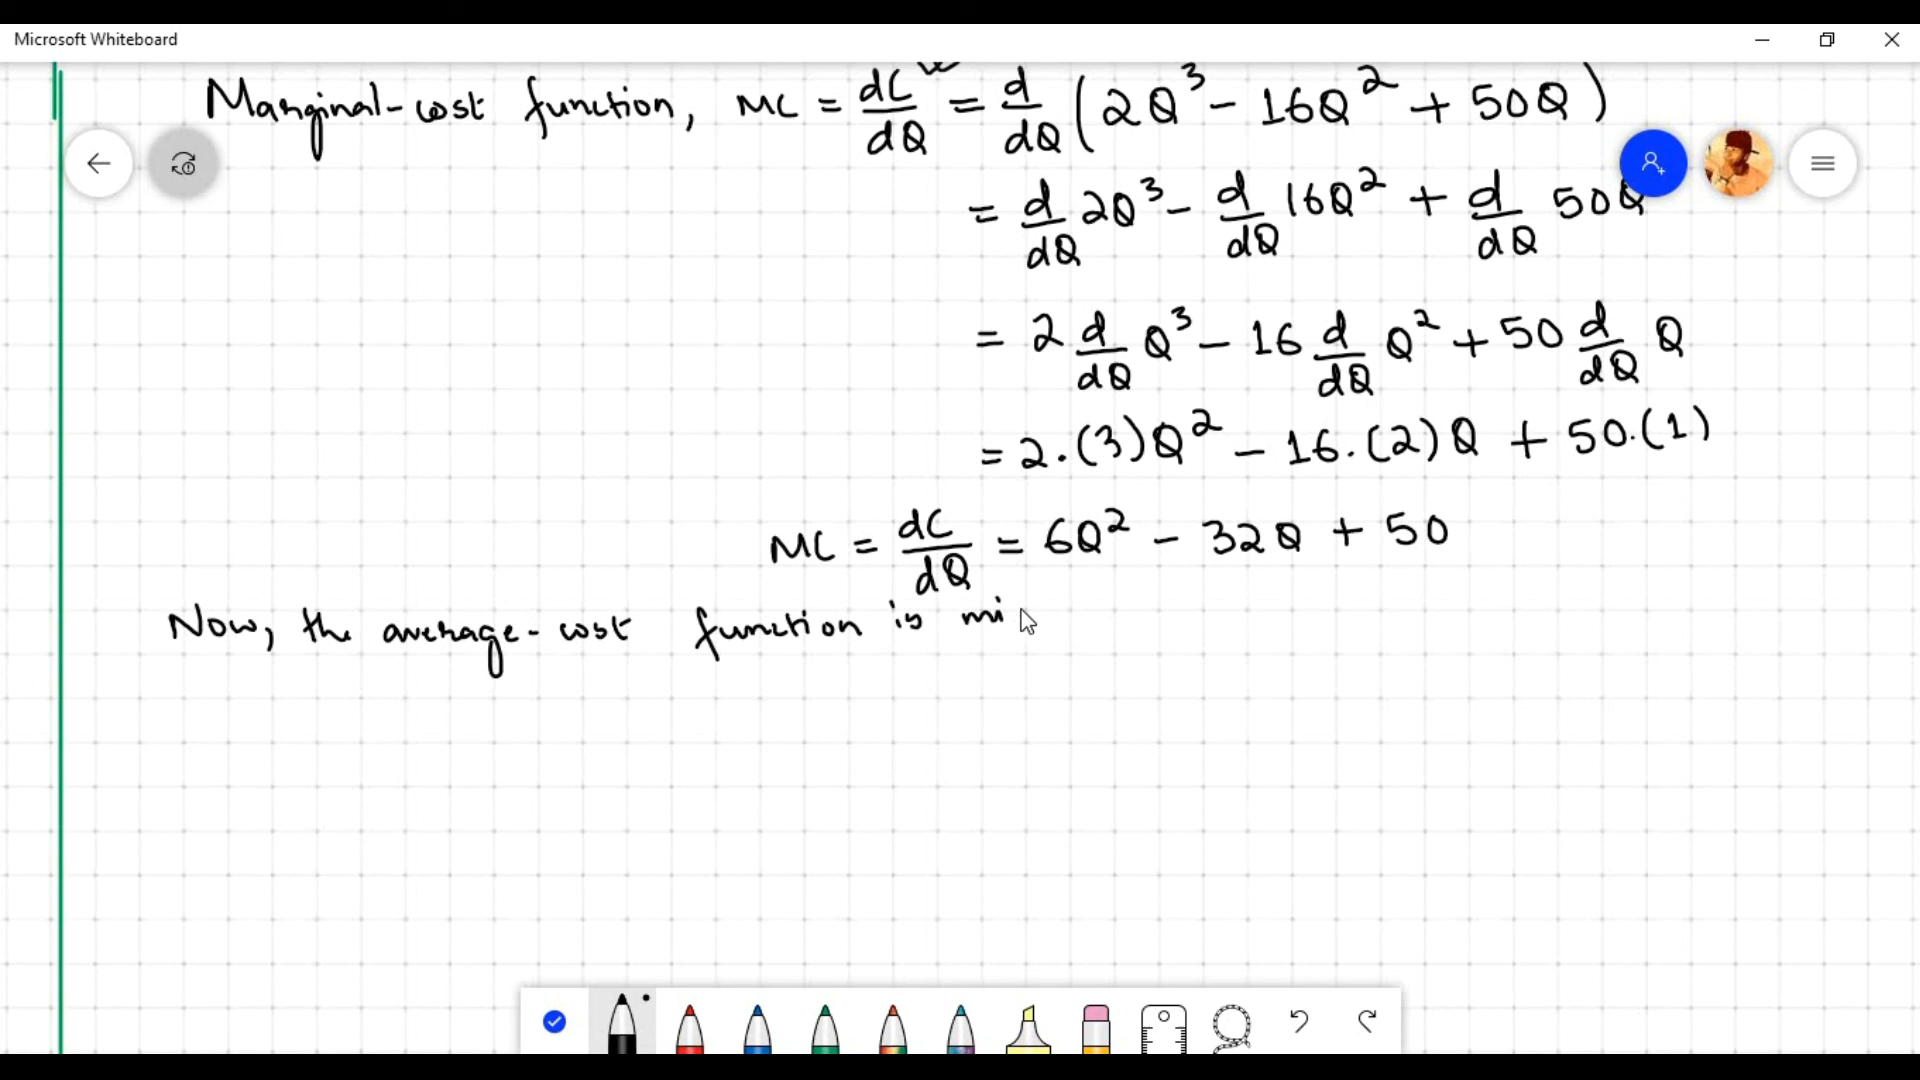 Microsoft Whiteboard
Marginal-cost function, MC = dC/dQ = d/dQ (2Q³ - 16Q² + 50Q)
= d/dQ 2Q³ - d/dQ 16Q² + d/dQ 50Q
= 2 d/dQ Q³ - 16 d/dQ Q² + 50 d/dQ Q
= 2.(3)Q² - 16.(2)Q + 50.(1)
MC = dC/dQ = 6Q² - 32Q + 50
Now, the average-cost function is mi